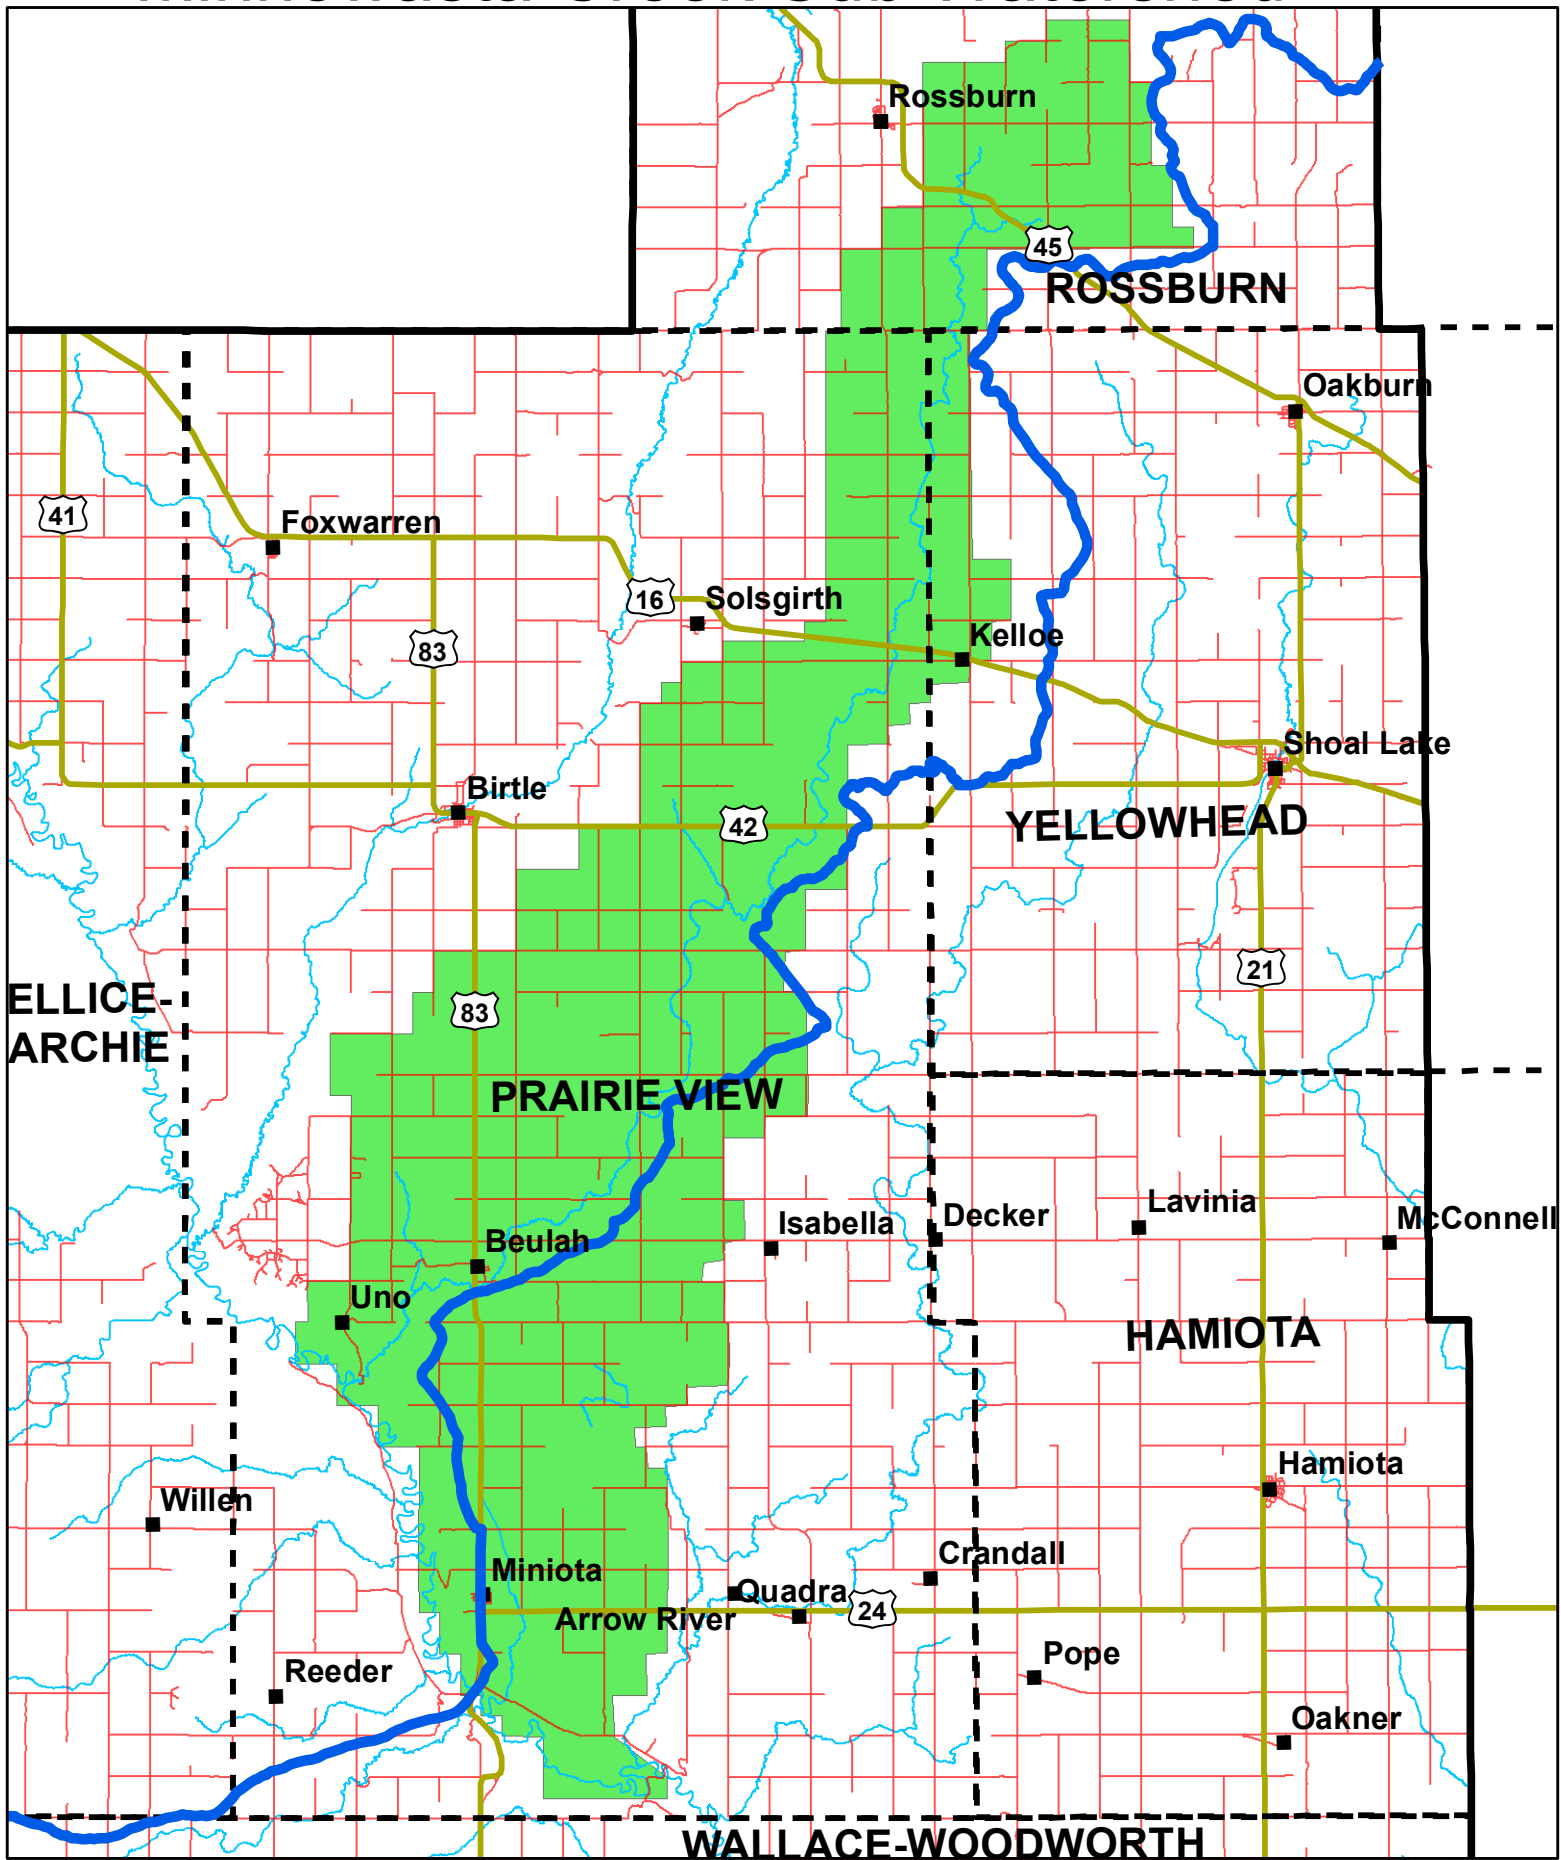 Rossburn
45
ROSSBURN
Oakburn
41
Foxwarren
16
Solsgirth
83
Kelloe
Shoal Lake
Birtle
42
YELLOWHEAD
21
ELLICE-
ARCHIE
83
PRAIRIE VIEW
Isabella
Decker
Lavinia
McConnell
Beulah
Uno
HAMIOTA
Hamiota
Willen
Crandall
Miniota
Quadra
24
Arrow River
Pope
Reeder
Oakner
WALLACE-WOODWORTH